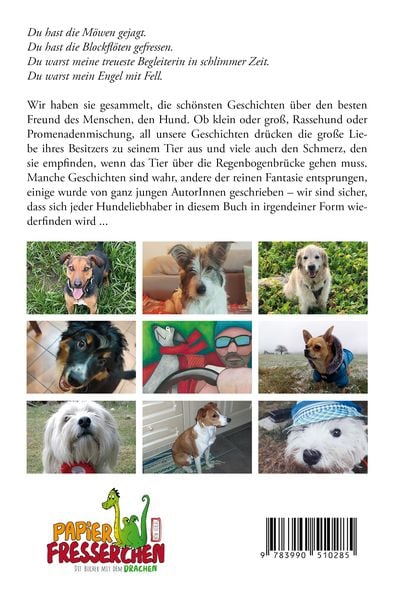 Du hast die Möwen gejagt.
Du hast die Blockflöten gefressen.
Du warst meine treueste Begleiterin in schlimmer Zeit.
Du warst mein Engel mit Fell.
Wir haben sie gesammelt, die schönsten Geschichten über den besten
Freund des Menschen, den Hund. Ob klein oder groß, Rassehund oder
Promenadenmischung, all unsere Geschichten drücken die große Lie-
be ihres Besitzers zu seinem Tier aus und viele auch den Schmerz, den
sie empfinden, wenn das Tier über die Regenbogenbrücke gehen muss.
Manche Geschichten sind wahr, andere der reinen Fantasie entsprungen,
einige wurde von ganz jungen AutorInnen geschrieben – wir sind sicher,
dass sich jeder Hundeliebhaber in diesem Buch in irgendeiner Form wie-
derfinden wird ...
PAPIER
FRESSERCHEN
DIE BÜCHER MIT DEM DRACHEN
9 783990 510285